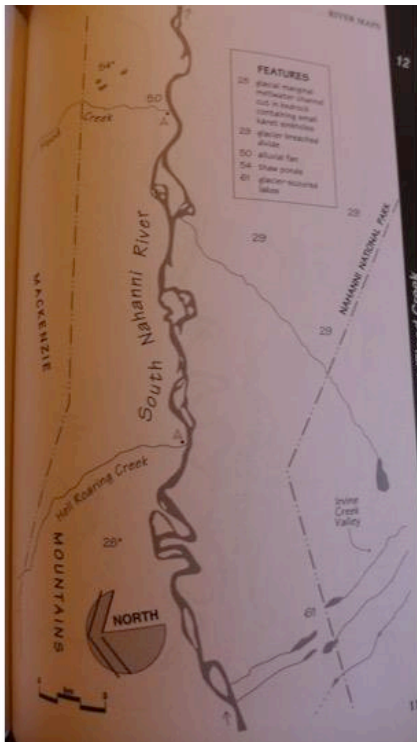 RIVER MAPS
12
FEATURES
28 glacial marginal
meltwater channel
cut in bedrock
containing small
karst sinkholes
29 glacier breached
divide
50 alluvial fan
54 thaw ponds
61 glacier-scoured
lakes
54
50
Creek
29
29
29
NAHANNI NATIONAL PARK
MACKENZIE
South Nahanni River
Hell Roaring Creek
Irvine
Creek
Valley
28
MOUNTAINS
NORTH
61